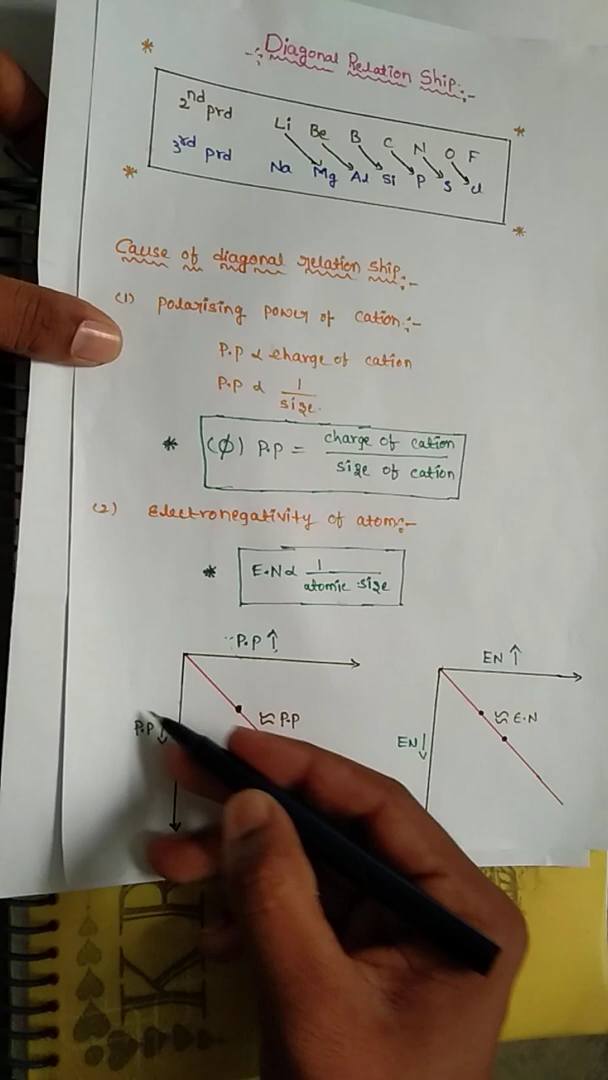 -:Diagonal Relation Ship:-
2nd prd Li Be B C N O F
3rd prd Na Mg Al Si P S Cl
Cause of diagonal relation ship:-
(1) polarising power of cation:-
P.P ∝ charge of cation
P.P ∝ 1/size.
* (Φ) P.P = charge of cation/size of cation
(2) Electronegativity of atom:-
* E.N ∝ 1/atomic size
P.P ↑
≈ P.P
P.P ↓
EN ↑
≈ E.N
EN ↓